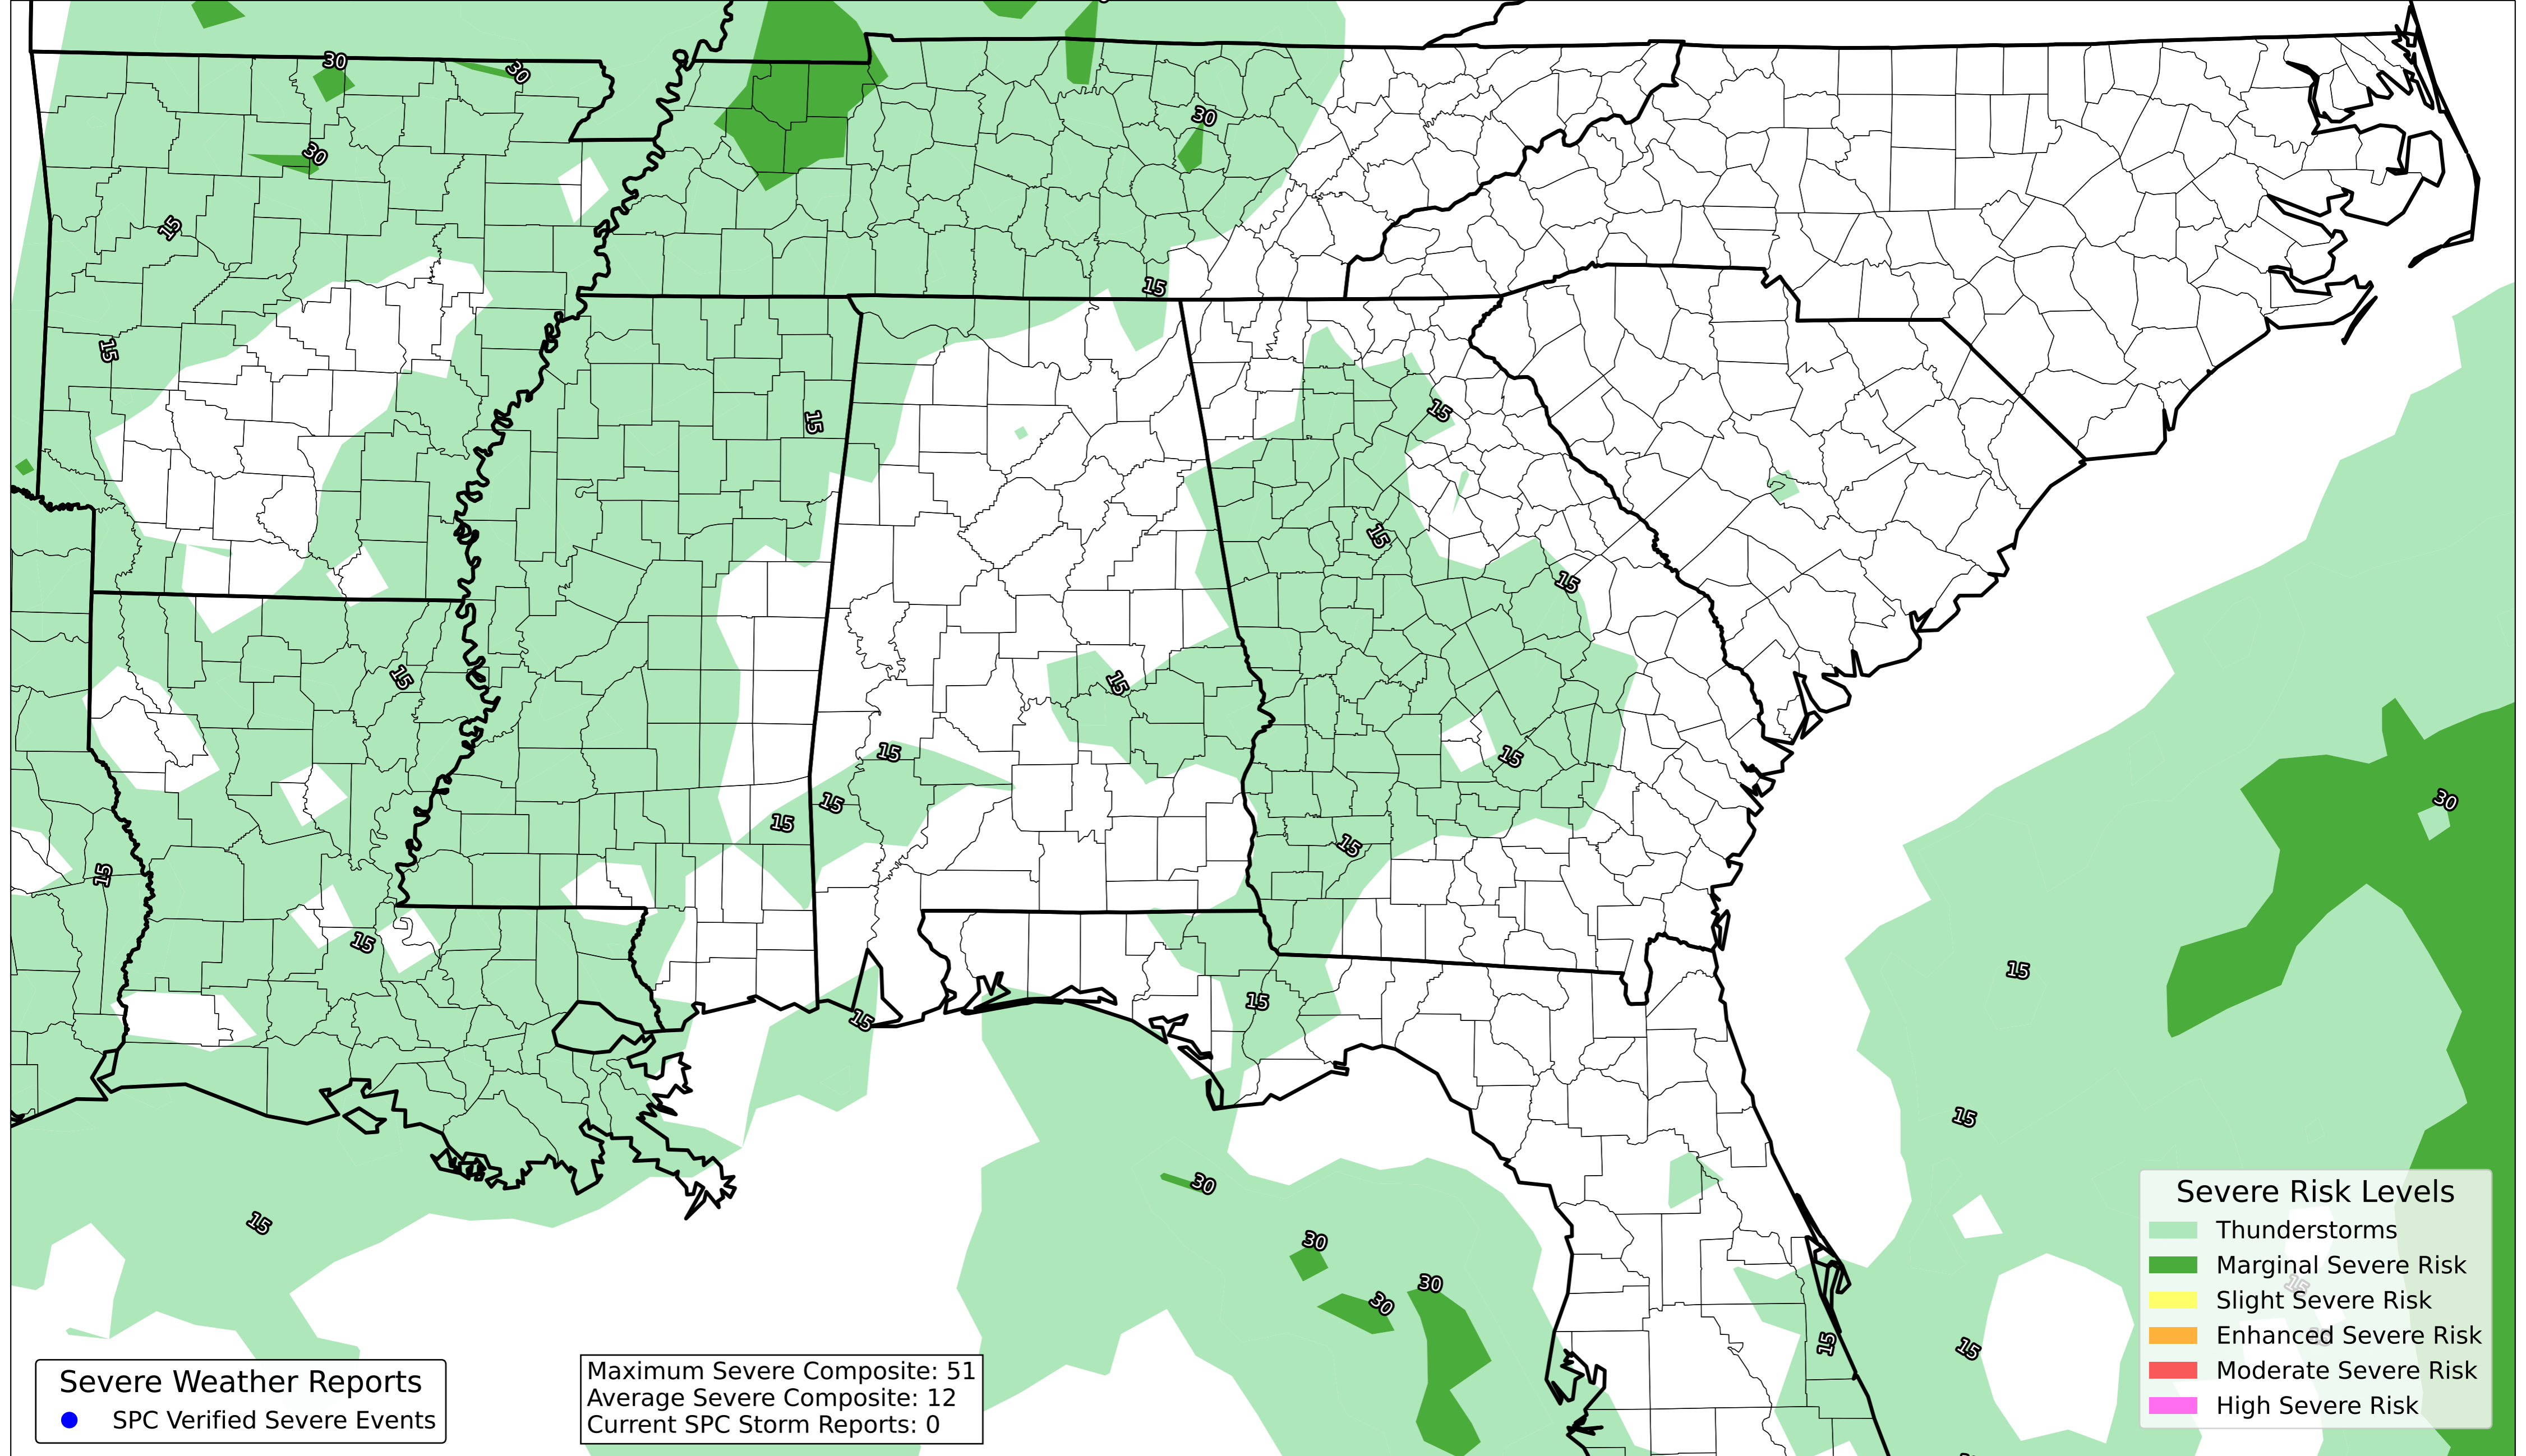 30
30
30
30
15
15
15
15
15
15
15
15
15
15
15
30
15
15
15
15
15
15
15
15
15
15
30
15
30
30
30
15
15
15
Severe Risk Levels
Thunderstorms
Marginal Severe Risk
Slight Severe Risk
Enhanced Severe Risk
Moderate Severe Risk
High Severe Risk
Severe Weather Reports
SPC Verified Severe Events
Maximum Severe Composite: 51
Average Severe Composite: 12
Current SPC Storm Reports: 0